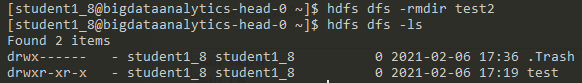 [student1_8@bigdataanalytics-head-0 ~]$ hdfs dfs -rmdir test2
[student1_8@bigdataanalytics-head-0 ~]$ hdfs dfs -ls
Found 2 items
drwx------   - student1_8 student1_8          0 2021-02-06 17:36 .Trash
drwxr-xr-x   - student1_8 student1_8          0 2021-02-06 17:19 test